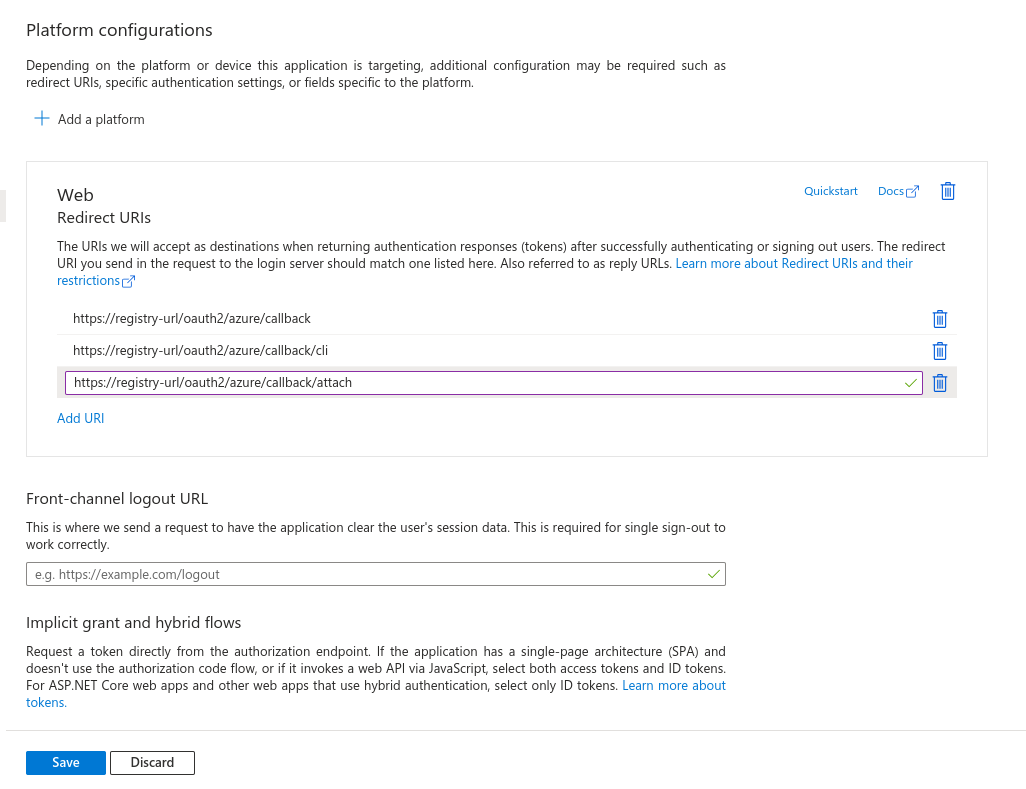 Platform configurations
Depending on the platform or device this application is targeting, additional configuration may be required such as
redirect URIs, specific authentication settings, or fields specific to the platform.
Add a platform
Web
Quickstart
Docs
Redirect URIs
The URIs we will accept as destinations when returning authentication responses (tokens) after successfully authenticating or signing out users. The redirect
URI you send in the request to the login server should match one listed here. Also referred to as reply URLs. Learn more about Redirect URIs and their
restrictions
https://registry-url/oauth2/azure/callback
https://registry-url/oauth2/azure/callback/cli
https://registry-url/oauth2/azure/callback/attach
Add URI
Front-channel logout URL
This is where we send a request to have the application clear the user's session data. This is required for single sign-out to
work correctly.
e.g. https://example.com/logout
Implicit grant and hybrid flows
Request a token directly from the authorization endpoint. If the application has a single-page architecture (SPA) and
doesn't use the authorization code flow, or if it invokes a web API via JavaScript, select both access tokens and ID tokens.
For ASP.NET Core web apps and other web apps that use hybrid authentication, select only ID tokens. Learn more about
tokens.
Save
Discard